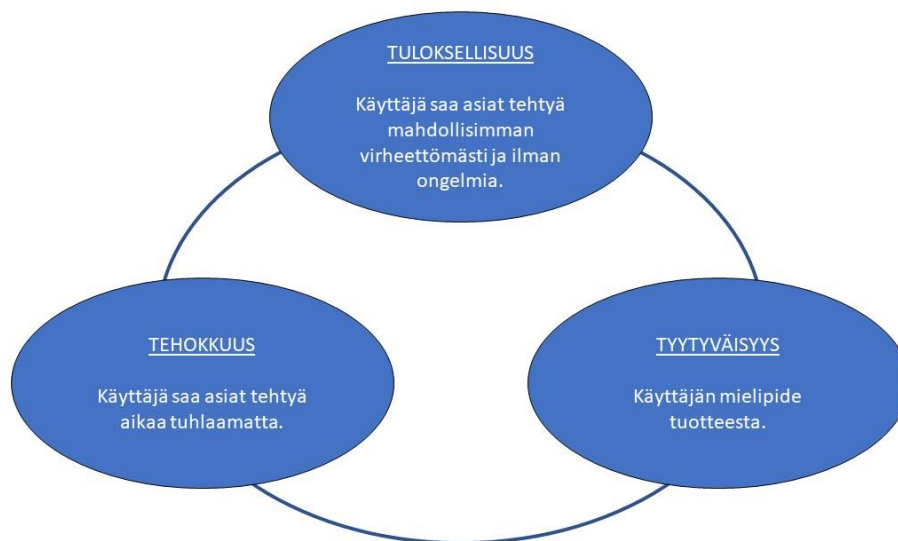 TULOKSELLISUUS
Käyttäjä saa asiat tehtyä
mahdollisimman
virheettömästi ja ilman
ongelmia.
TEHOKKUUS
Käyttäjä saa asiat tehtyä
aikaa tuhlaamatta.
TYYTYVÄISYYS
Käyttäjän mielipide
tuotteesta.